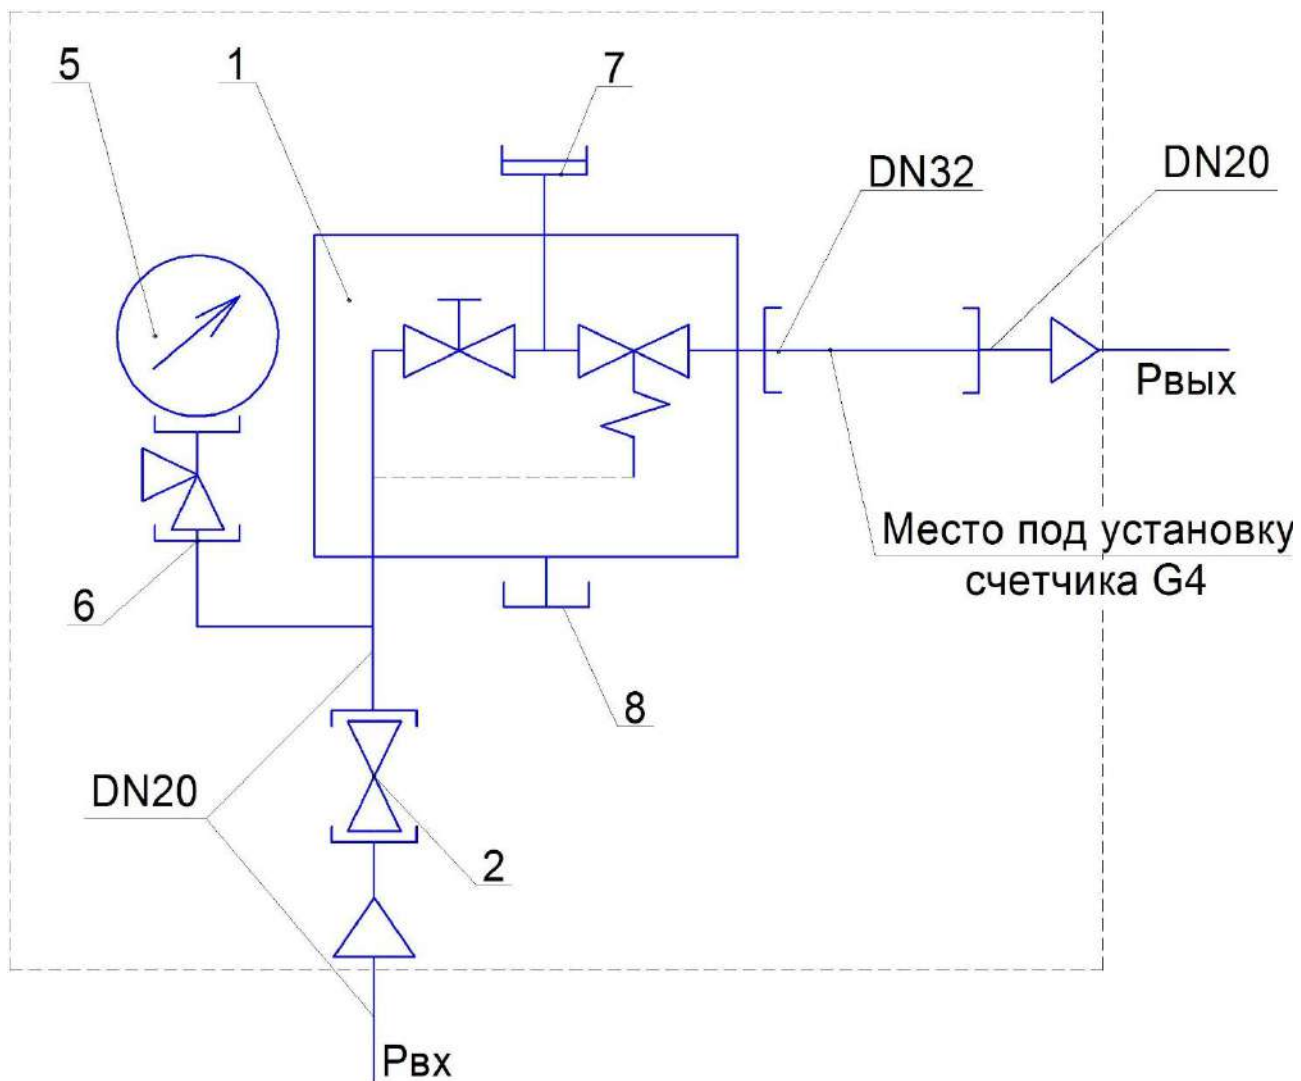 5
1
7
DN32
DN20
Рвых
Место под установку
счетчика G4
6
8
DN20
2
Рвх